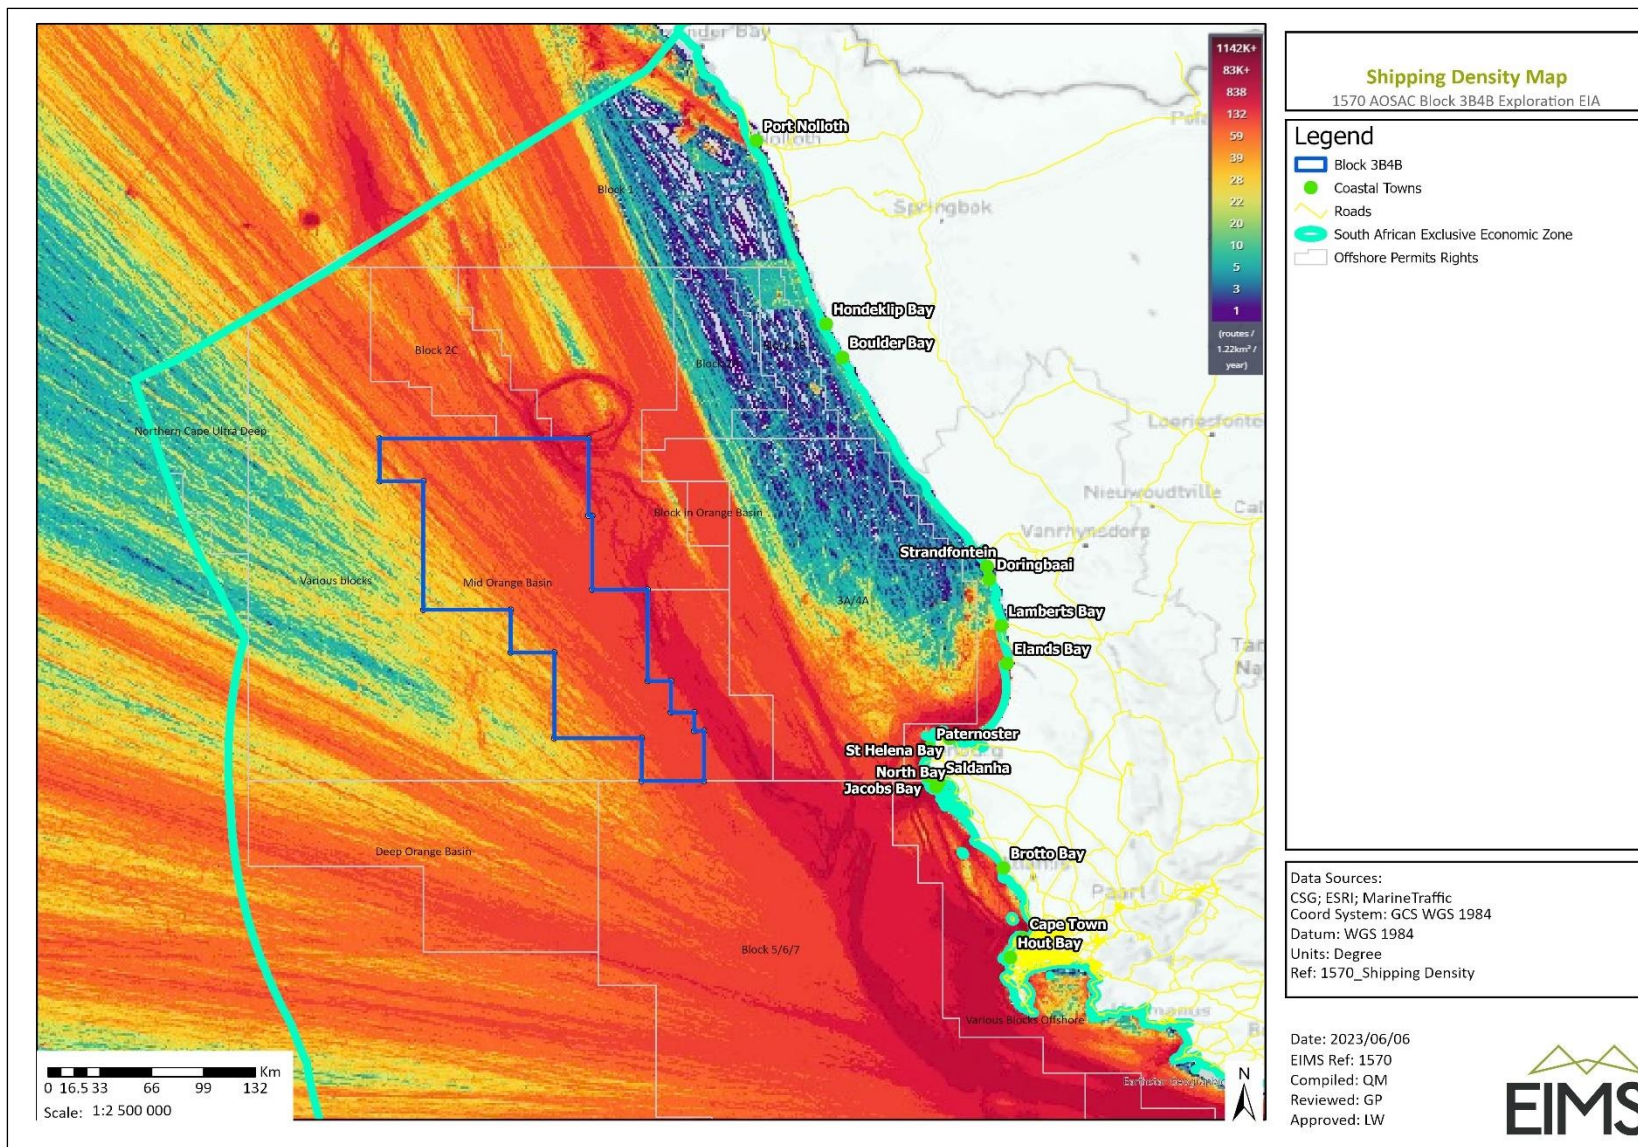 Shipping Density Map
1570 AOSAC Block 3B4B Exploration EIA
Legend
Block 3B4B
Coastal Towns
Roads
South African Exclusive Economic Zone
Offshore Permits Rights
1142K+
83K+
838
132
59
39
28
22
20
10
5
3
1
(routes /
1.22km² /
year)
Port Nolloth
Block 1
Springbok
Hondeklip Bay
Boulder Bay
Block 2C
Northern Cape Ultra Deep
Nieuwoudtville
Block in Orange Basin
Vanrhynsdorp
Strandfontein
Doringbaai
Various blocks
Mid Orange Basin
3A/4A
Lamberts Bay
Elands Bay
Paternoster
St Helena Bay
North Bay
Saldanha
Jacobs Bay
Deep Orange Basin
Brotto Bay
Paarl
Cape Town
Hout Bay
Block 5/6/7
Various Blocks Offshore
Km
0 16.5 33 66 99 132
Scale: 1:2 500 000
N
Data Sources:
CSG; ESRI; MarineTraffic
Coord System: GCS WGS 1984
Datum: WGS 1984
Units: Degree
Ref: 1570_Shipping Density
Date: 2023/06/06
EIMS Ref: 1570
Compiled: QM
Reviewed: GP
Approved: LW
EIMS